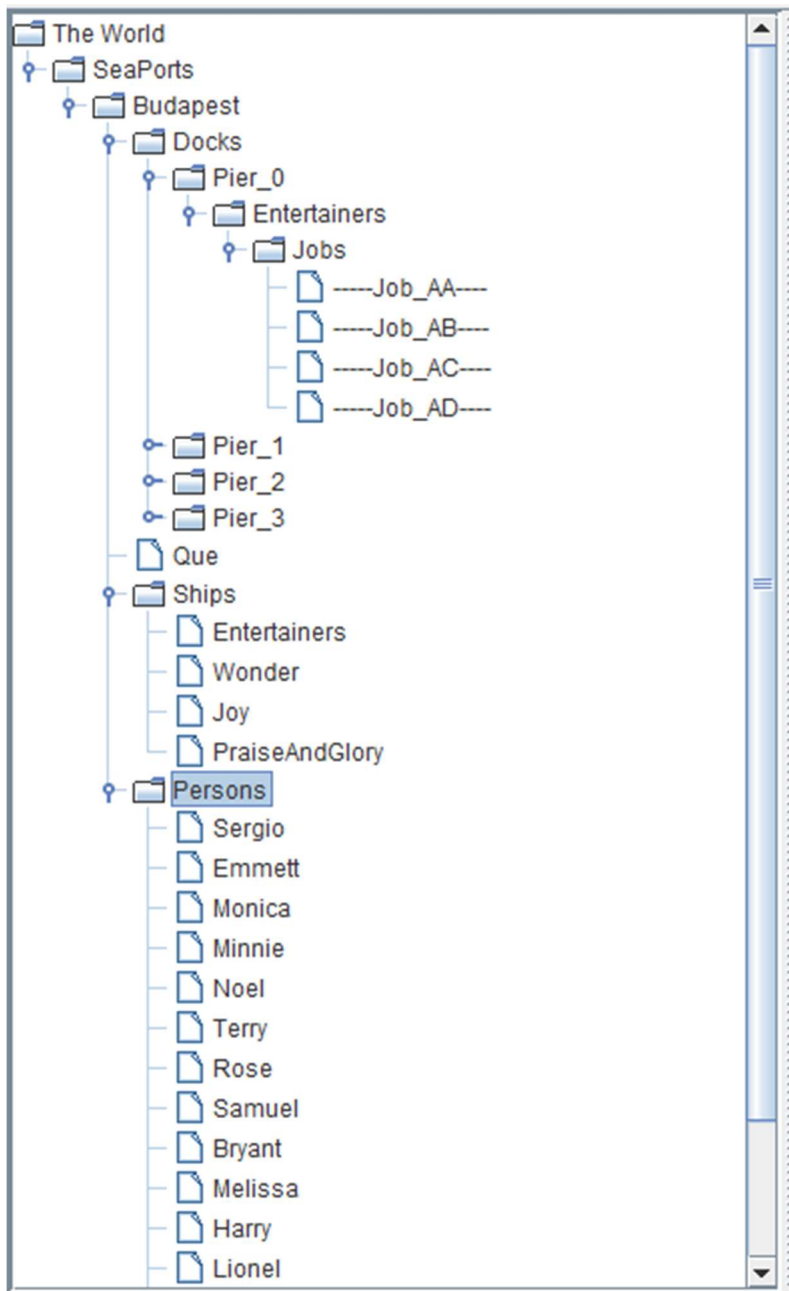 The World
SeaPorts
Budapest
Docks
Pier_0
Entertainers
Jobs
-----Job_AA----
-----Job_AB----
-----Job_AC----
-----Job_AD----
Pier_1
Pier_2
Pier_3
Que
Ships
Entertainers
Wonder
Joy
PraiseAndGlory
Persons
Sergio
Emmett
Monica
Minnie
Noel
Terry
Rose
Samuel
Bryant
Melissa
Harry
Lionel